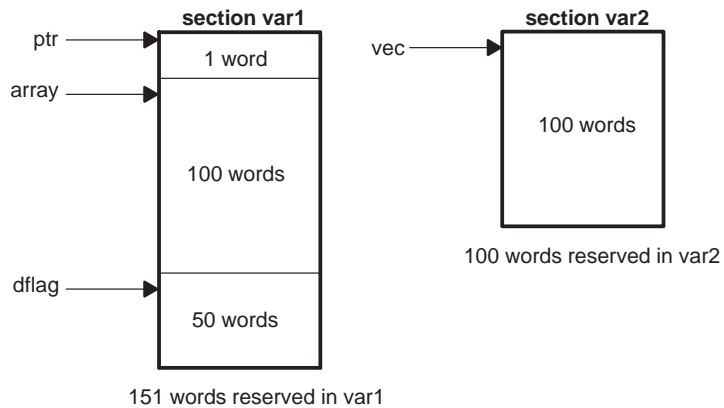 section var1
ptr
1 word
array
100 words
dflag
50 words
151 words reserved in var1
section var2
vec
100 words
100 words reserved in var2